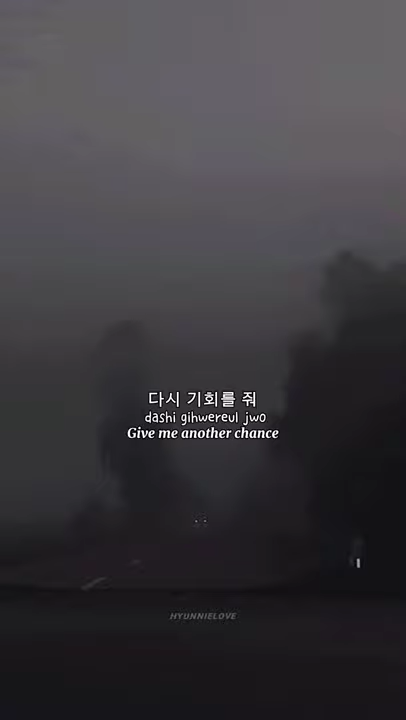 다시 기회를 줘
dashi gihwereul jwo
Give me another chance
HYUNNIELOVE